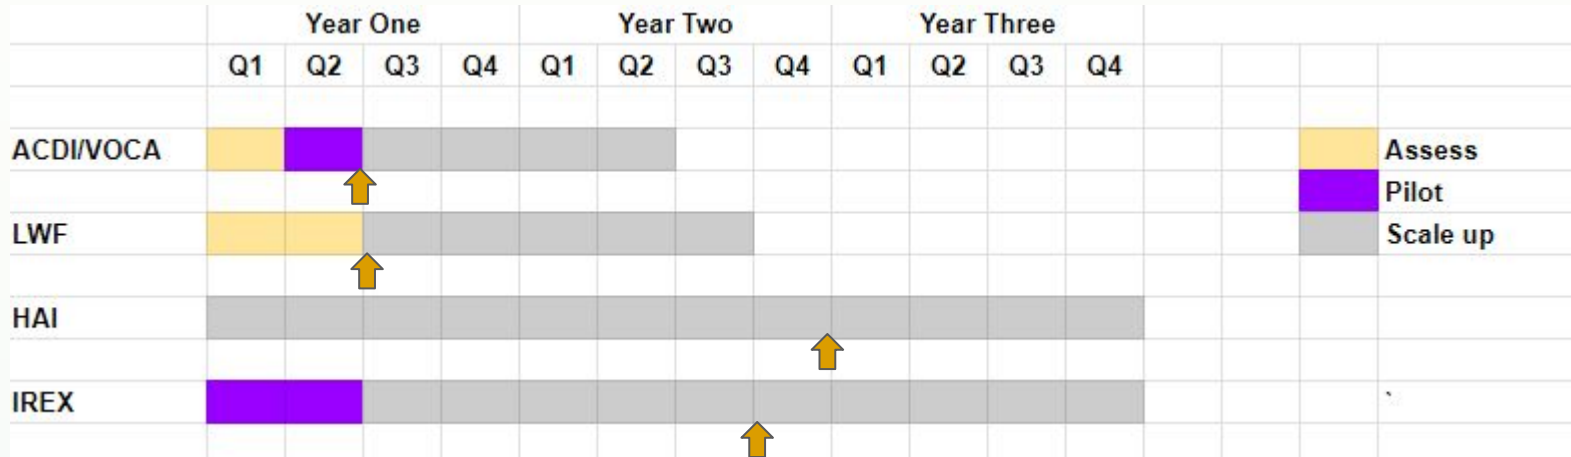 Year One Year Two Year Three
Q1 Q2 Q3 Q4 Q1 Q2 Q3 Q4 Q1 Q2 Q3 Q4
ACDI/VOCA Assess
Pilot
LWF Scale up
HAI
IREX `